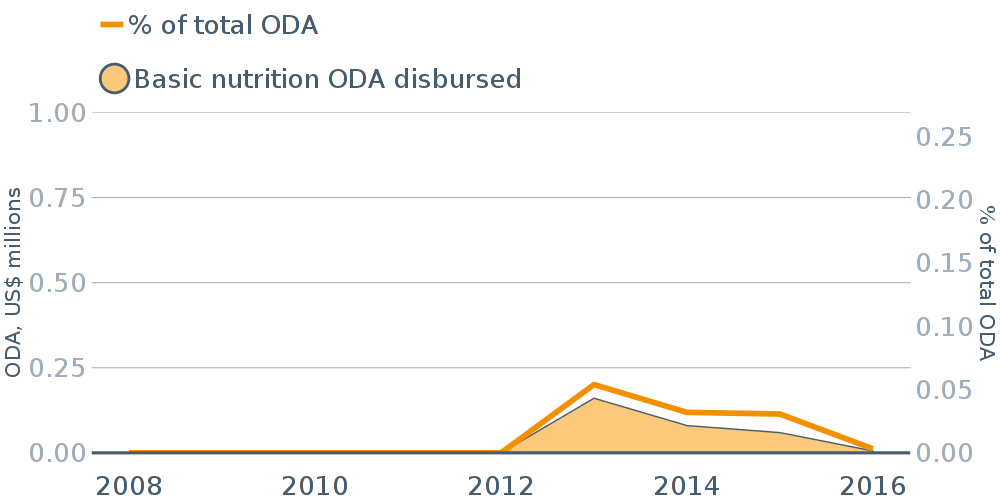 % of total ODA
Basic nutrition ODA disbursed
1.00
0.75
0.50
0.25
0.00
ODA, US$ millions
0.25
0.20
0.15
0.10
0.05
0.00
% of total ODA
2008 2010 2012 2014 2016